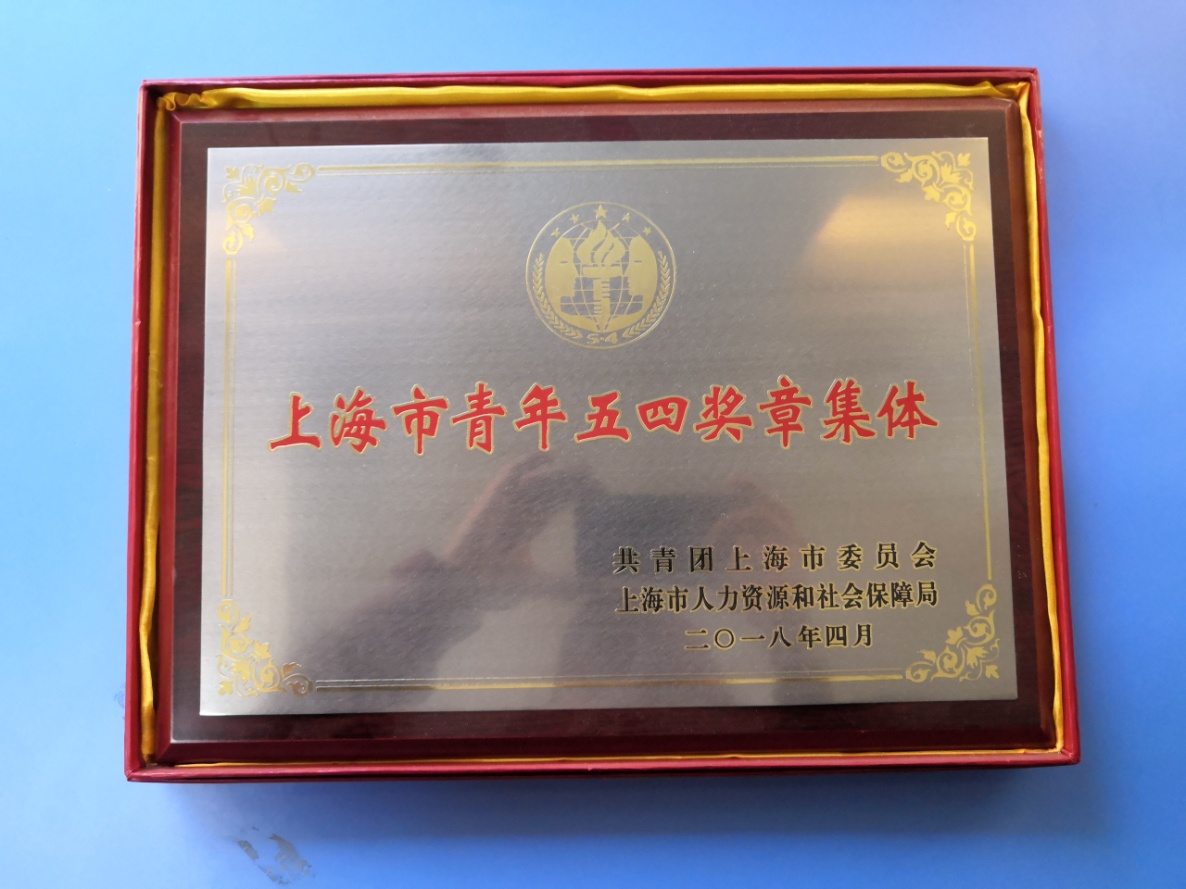 5·4
上海市青年五四奖章集体
共青团上海市委员会
上海市人力资源和社会保障局
二〇一八年四月